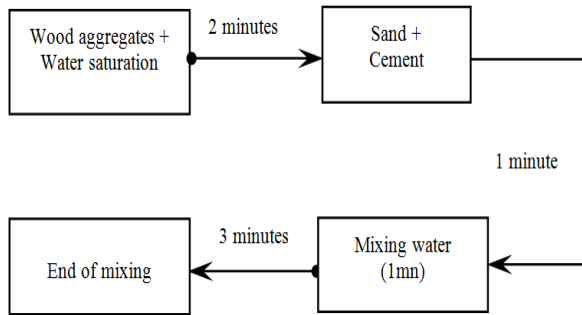 Wood aggregates +
Water saturation
2 minutes
Sand +
Cement
1 minute
Mixing water
(1mn)
3 minutes
End of mixing